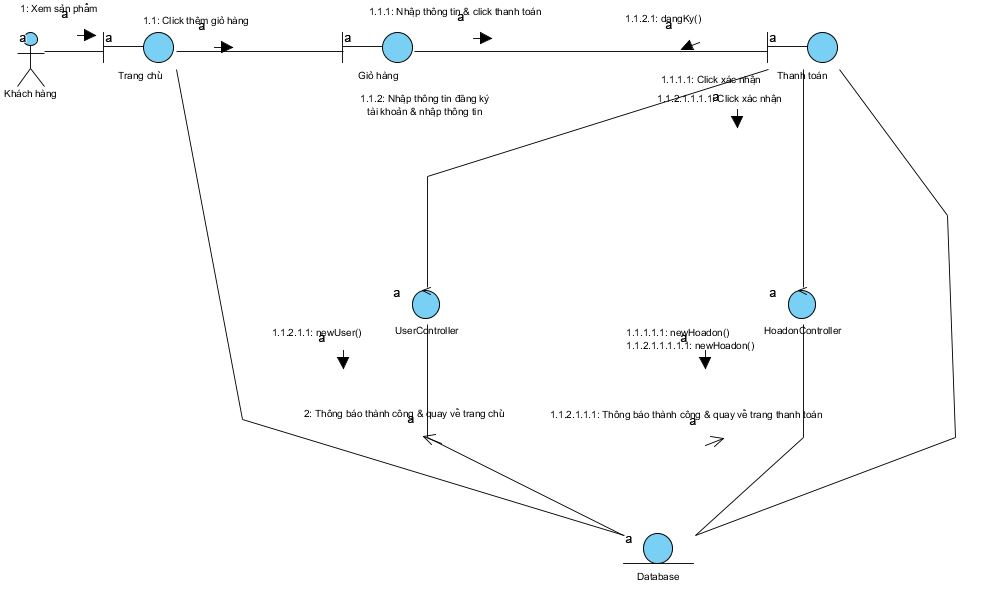 1: Xem sản phẩm
a
1.1: Click thêm giỏ hàng
a
1.1.1: Nhập thông tin & click thanh toán
a
1.1.2.1: dangKy()
a
a
a
a
a
Khách hàng
Trang chủ
Giỏ hàng
Thanh toán
1.1.1.1: Click xác nhận
1.1.2: Nhập thông tin đăng ký
tài khoản & nhập thông tin
1.1.2.1.1.1.1: Click xác nhận
a
a
a
UserController
HoadonController
1.1.2.1.1: newUser()
a
1.1.1.1.1: newHoadon()
a
1.1.2.1.1.1.1.1: newHoadon()
2: Thông báo thành công & quay về trang chủ
a
1.1.2.1.1.1: Thông báo thành công & quay về trang thanh toán
a
a
Database